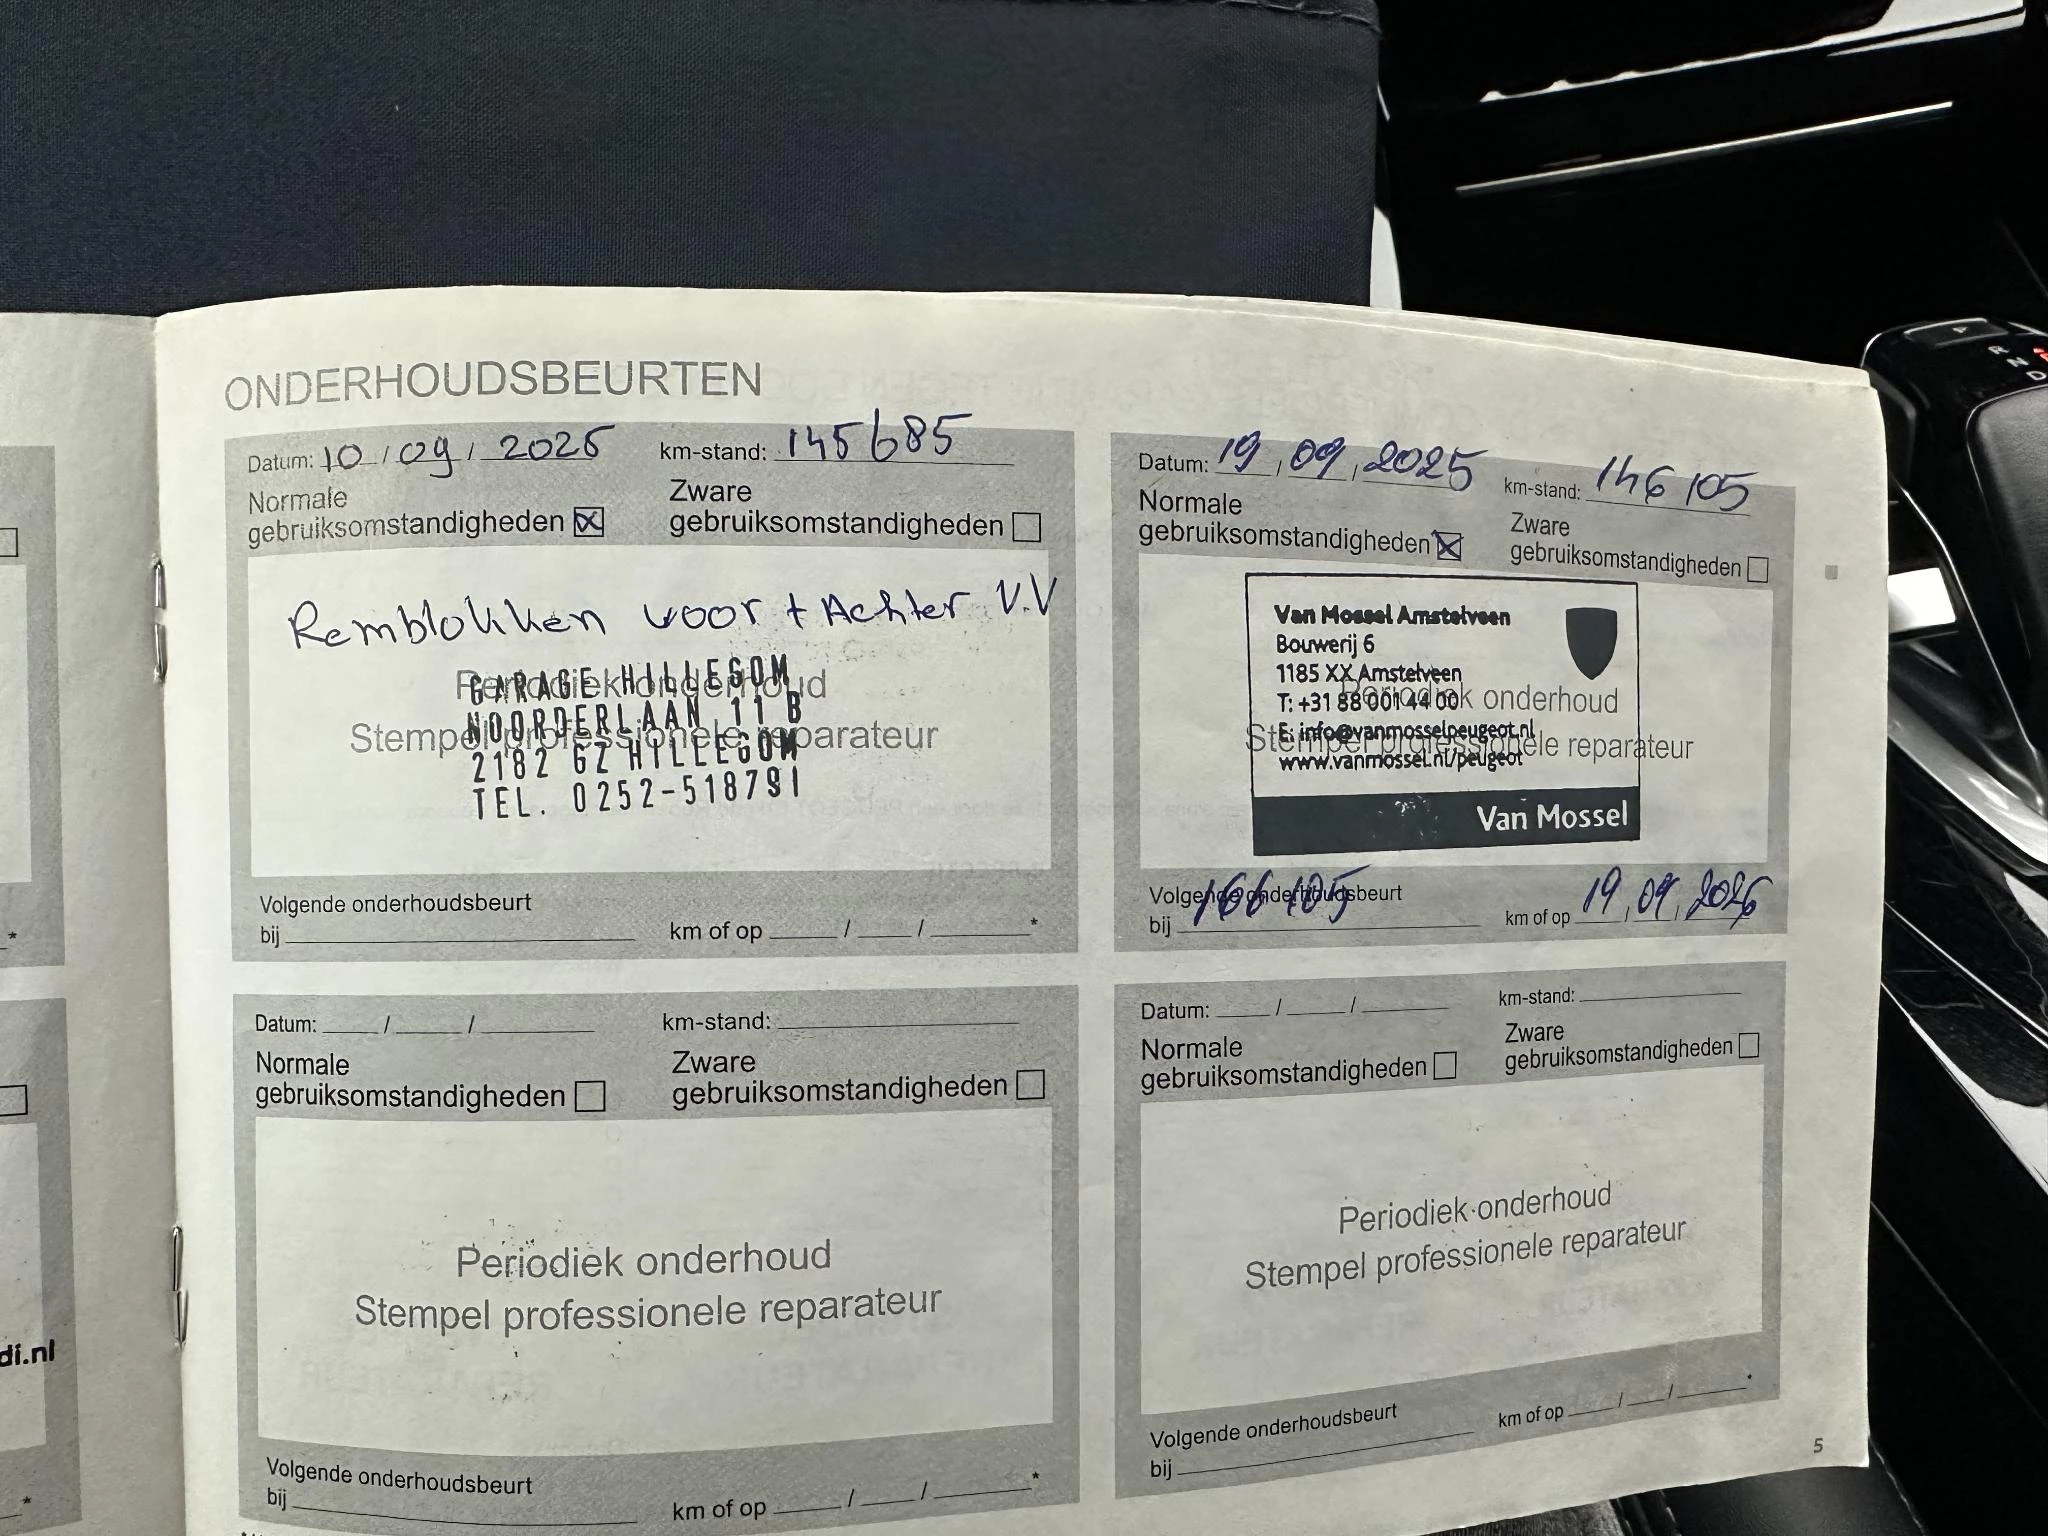 ONDERHOUDSBEURTEN
Datum: 10 / 09 / 2025 km-stand: 145685
Normale
gebruiksomstandigheden ☒
Zware
gebruiksomstandigheden ☐
Remblokken voor + Achter V.V
Periodiek onderhoud
Stempel professionele reparateur
GARAGE HILLEGOM
NOORDERLAAN 11 B
2182 GZ HILLEGOM
TEL. 0252-518791
Volgende onderhoudsbeurt
bij km of op / / *
Datum: 19 / 09 / 2025 km-stand: 146105
Normale
gebruiksomstandigheden ☒
Zware
gebruiksomstandigheden ☐
Van Mossel Amstelveen
Bouwerij 6
1185 XX Amstelveen
T: +31 88 001 44 00
E: info@vanmosselpeugeot.nl
www.vanmossel.nl/peugeot
Van Mossel
Periodiek onderhoud
Stempel professionele reparateur
Volgende onderhoudsbeurt
bij 166105 km of op 19 / 09 / 2026
Datum: / / km-stand:
Normale
gebruiksomstandigheden ☐
Zware
gebruiksomstandigheden ☐
Periodiek onderhoud
Stempel professionele reparateur
Volgende onderhoudsbeurt
bij km of op / / *
Datum: / / km-stand:
Normale
gebruiksomstandigheden ☐
Zware
gebruiksomstandigheden ☐
Periodiek onderhoud
Stempel professionele reparateur
Volgende onderhoudsbeurt
bij km of op / / *
5
di.nl
*
*
P
R
N
D